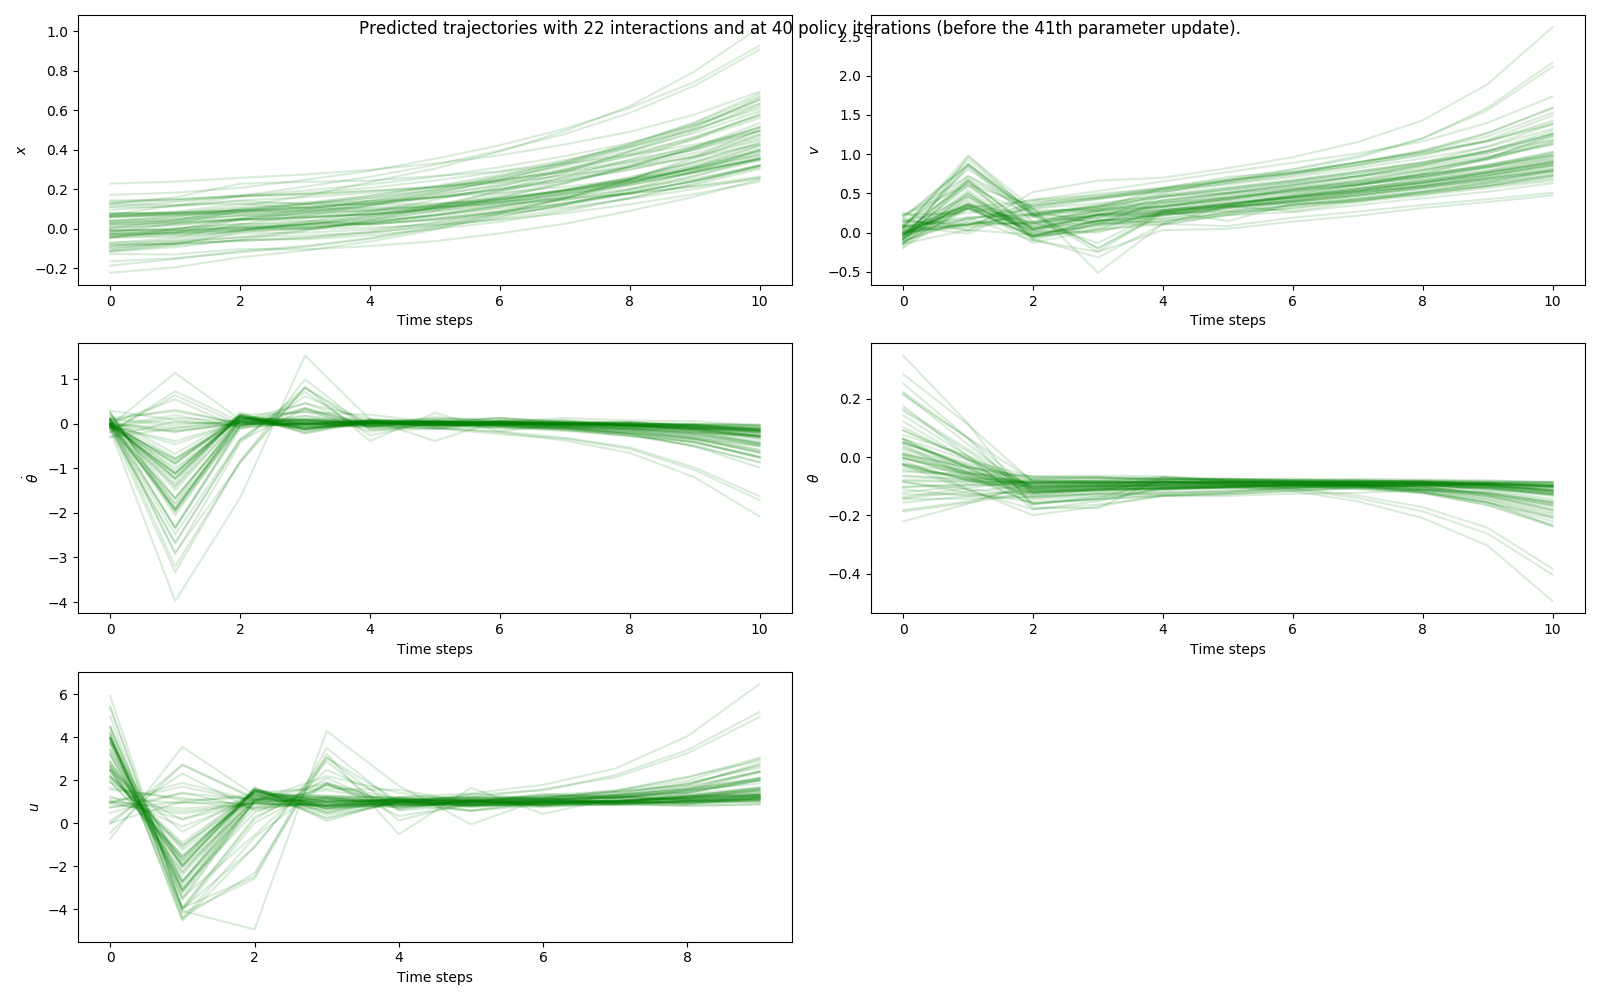 Predicted trajectories with 22 interactions and at 40 policy iterations (before the 41th parameter update).
1.0
0.8
0.6
0.4
0.2
0.0
−0.2
x
0 2 4 6 8 10
Time steps
2.5
2.0
1.5
1.0
0.5
0.0
−0.5
v
0 2 4 6 8 10
Time steps
1
0
−1
−2
−3
−4
θ̇
0 2 4 6 8 10
Time steps
0.2
0.0
−0.2
−0.4
θ
0 2 4 6 8 10
Time steps
6
4
2
0
−2
−4
u
0 2 4 6 8
Time steps